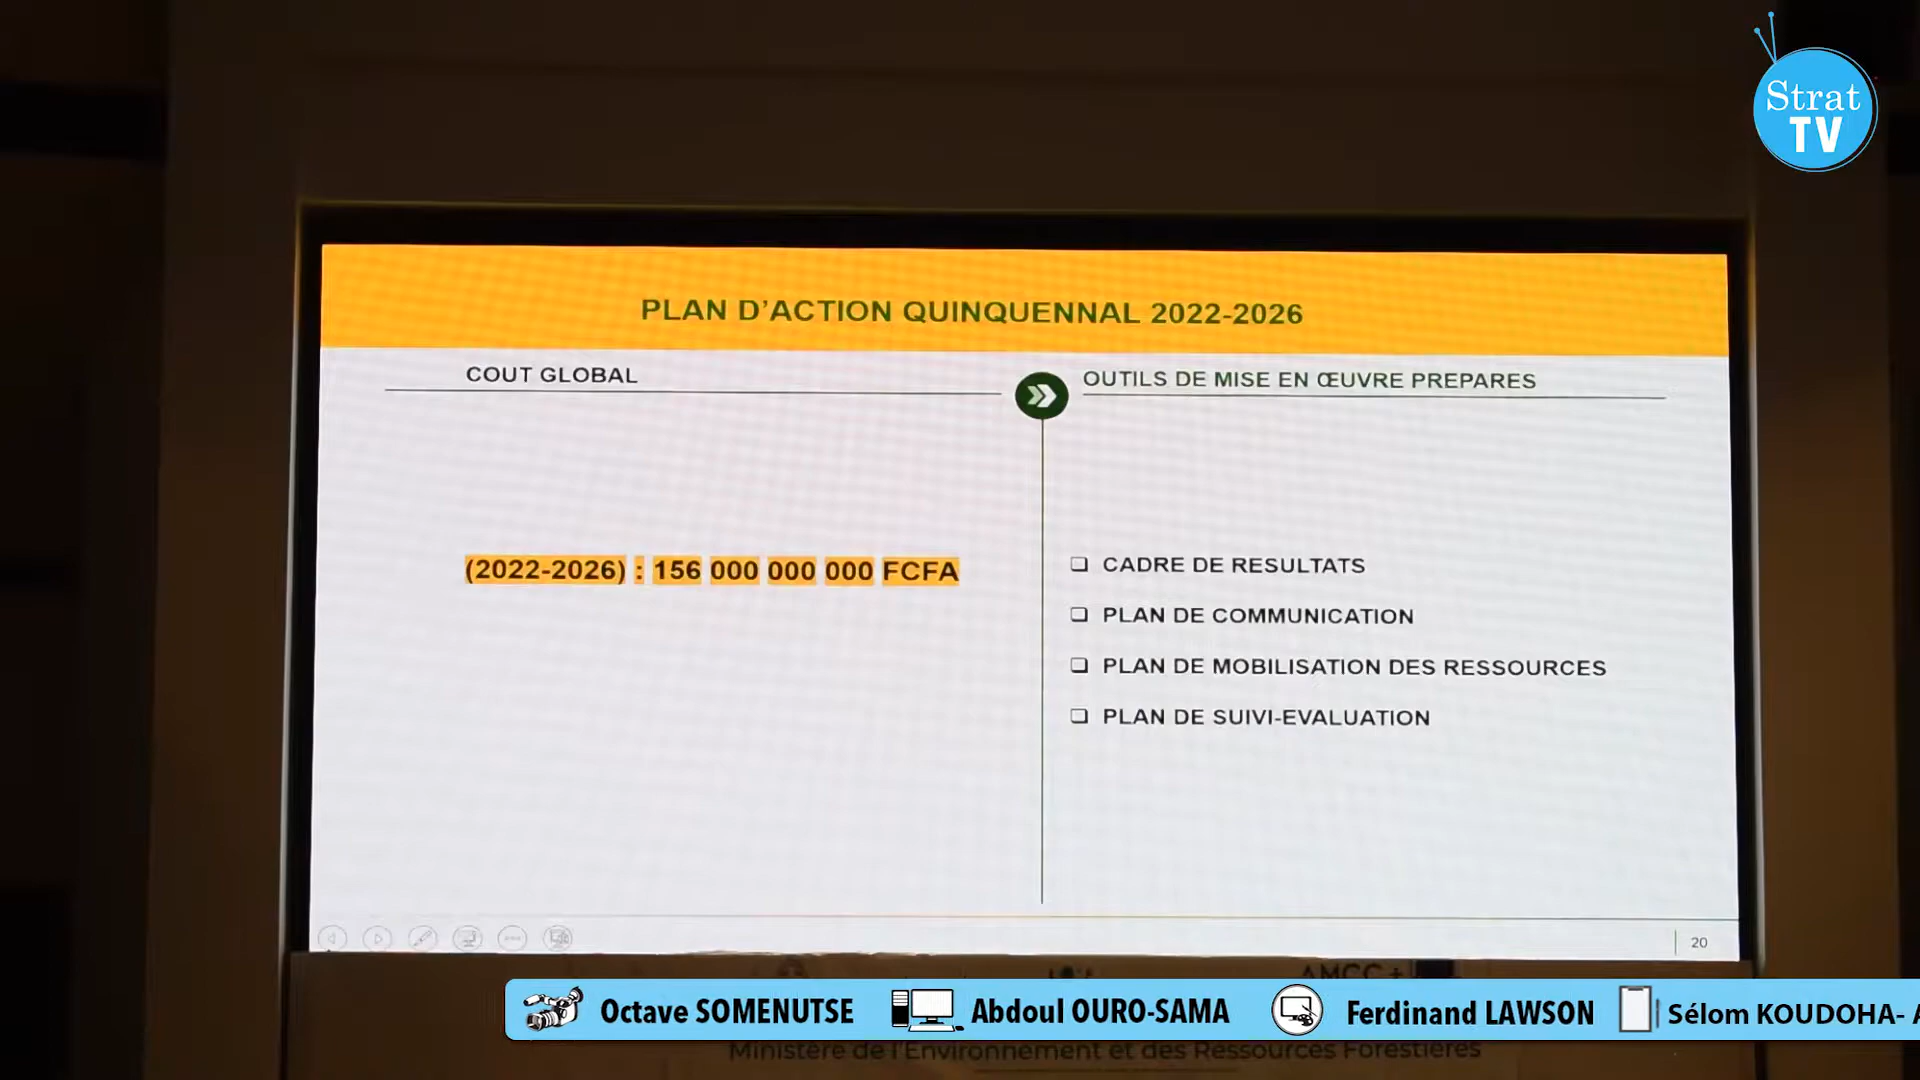 Strat
TV
PLAN D’ACTION QUINQUENNAL 2022-2026
COUT GLOBAL
OUTILS DE MISE EN ŒUVRE PREPARES
(2022-2026) : 156 000 000 000 FCFA
❑ CADRE DE RESULTATS
❑ PLAN DE COMMUNICATION
❑ PLAN DE MOBILISATION DES RESSOURCES
❑ PLAN DE SUIVI-EVALUATION
20
AMCC+
Octave SOMENUTSE Abdoul OURO-SAMA Ferdinand LAWSON Sélom KOUDOHA- A
Ministère de l'Environnement et des Ressources Forestières